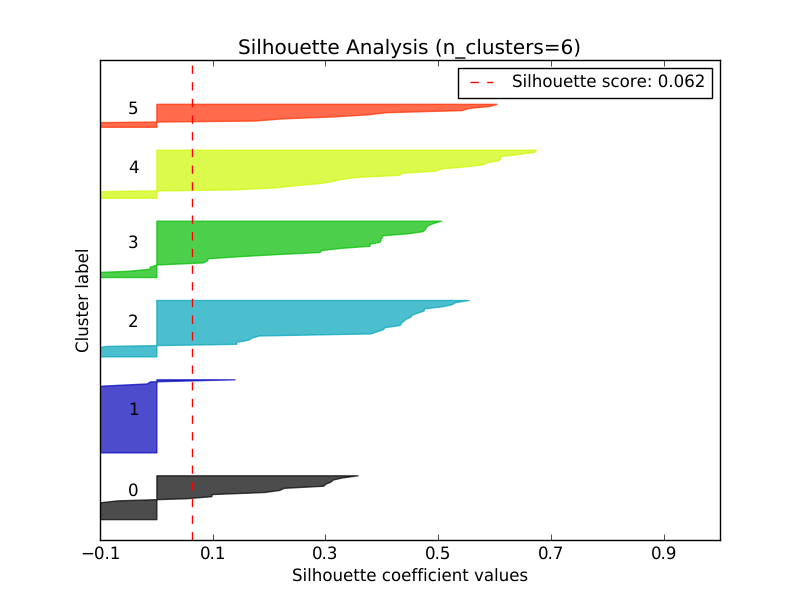 Silhouette Analysis (n_clusters=6)
Silhouette score: 0.062
5
4
3
2
1
0
Cluster label
−0.1 0.1 0.3 0.5 0.7 0.9
Silhouette coefficient values